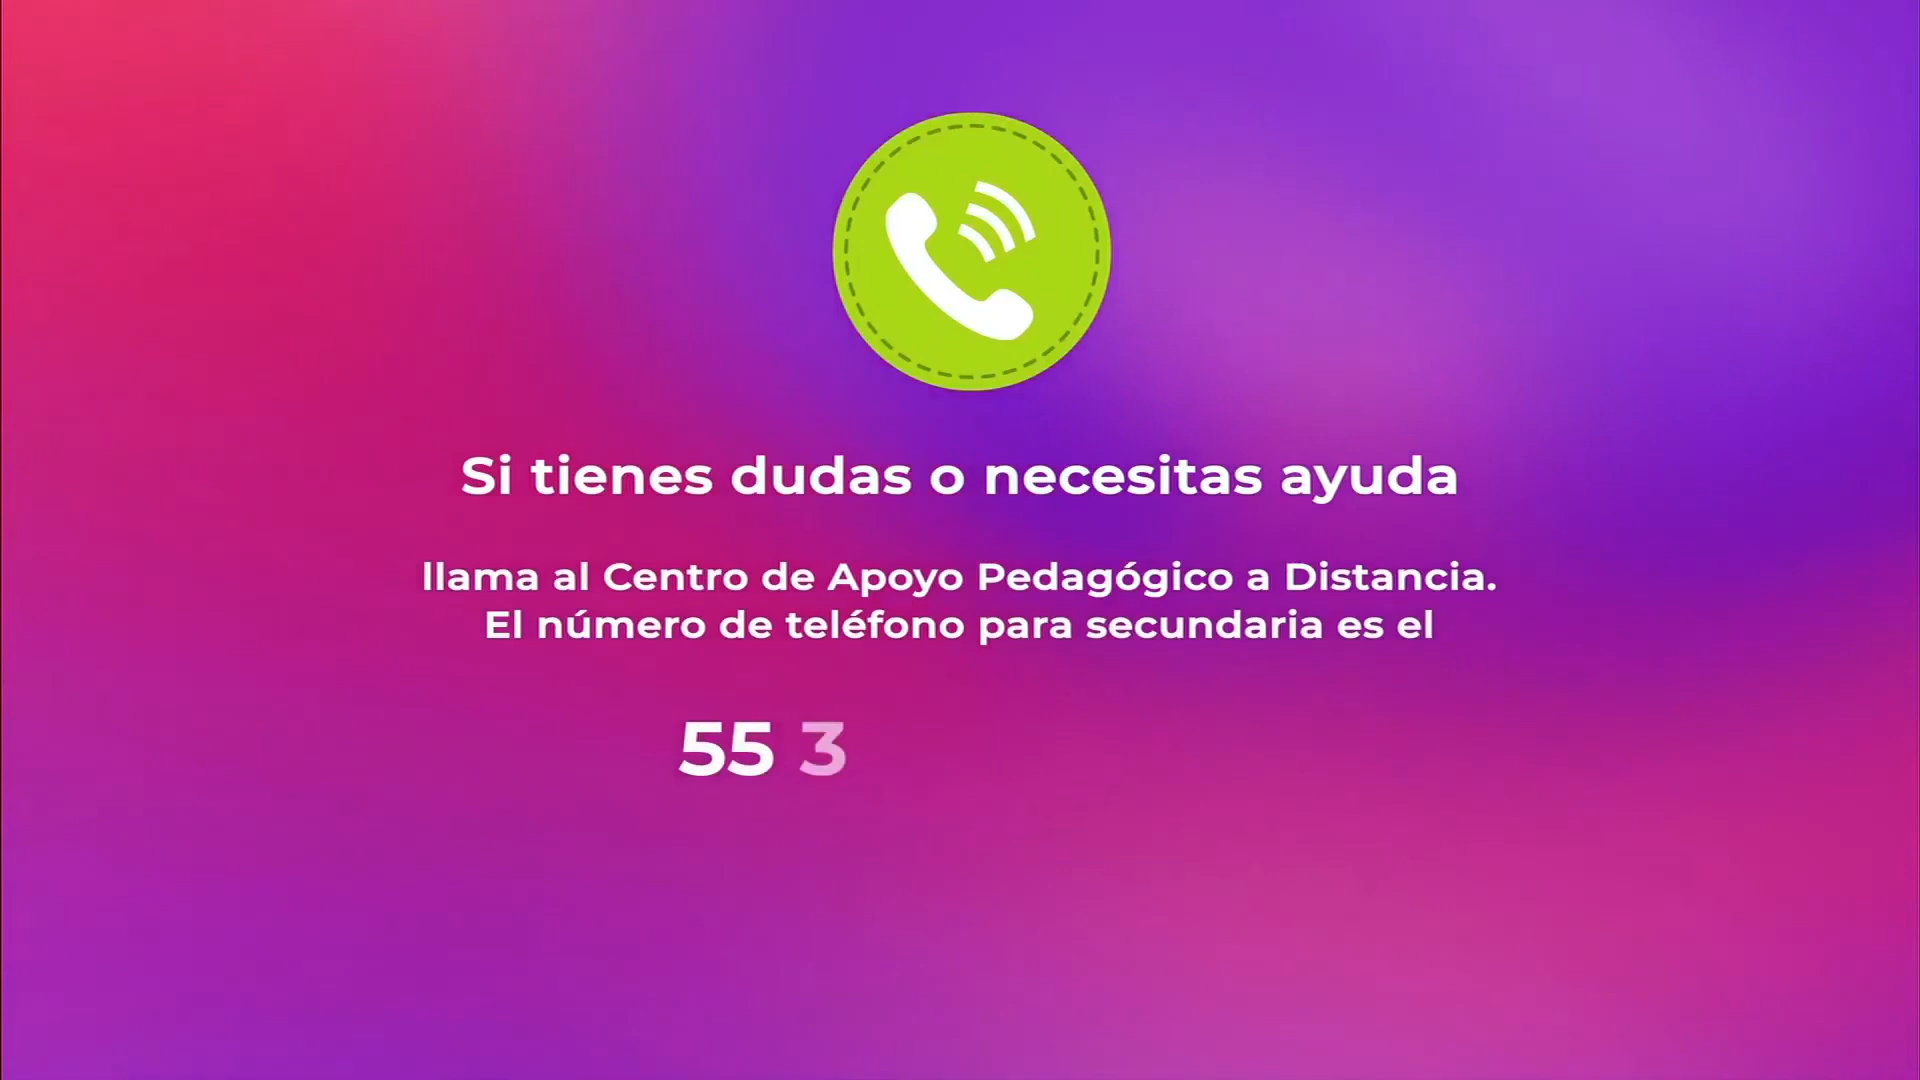 Si tienes dudas o necesitas ayuda
llama al Centro de Apoyo Pedagógico a Distancia.
El número de teléfono para secundaria es el
55 3